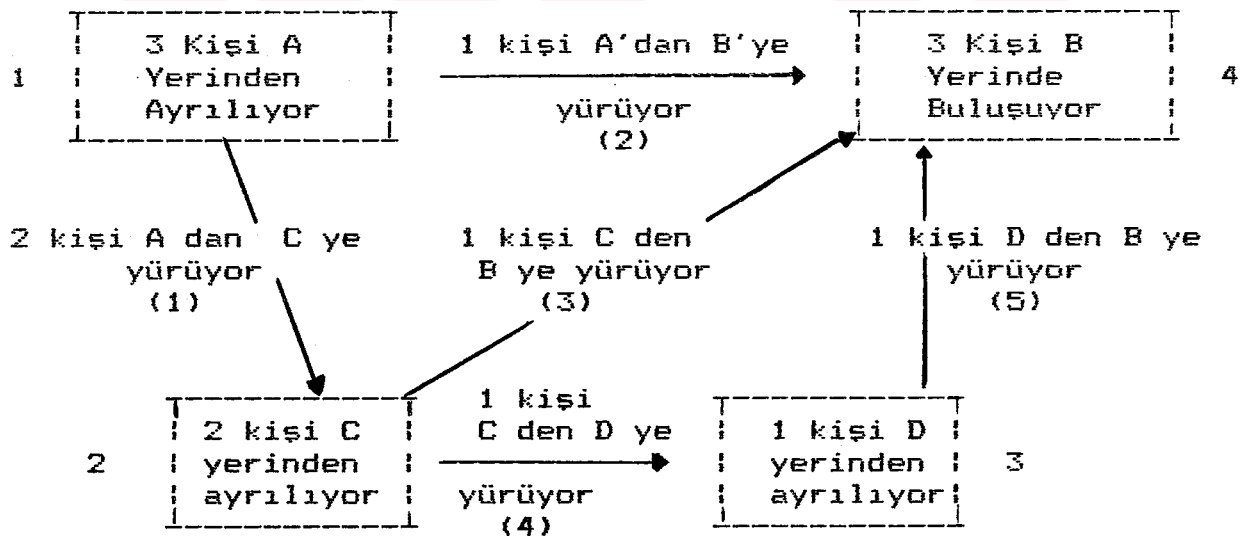 3 Kişi A
Yerinden
Ayrılıyor
1
1 kişi A'dan B'ye
yürüyor
(2)
3 Kişi B
Yerinde
Buluşuyor
4
2 kişi A dan C ye
yürüyor
(1)
1 kişi C den
B ye yürüyor
(3)
1 kişi D den B ye
yürüyor
(5)
2
2 kişi C
yerinden
ayrılıyor
1 kişi
C den D ye
yürüyor
(4)
1 kişi D
yerinden
ayrılıyor
3